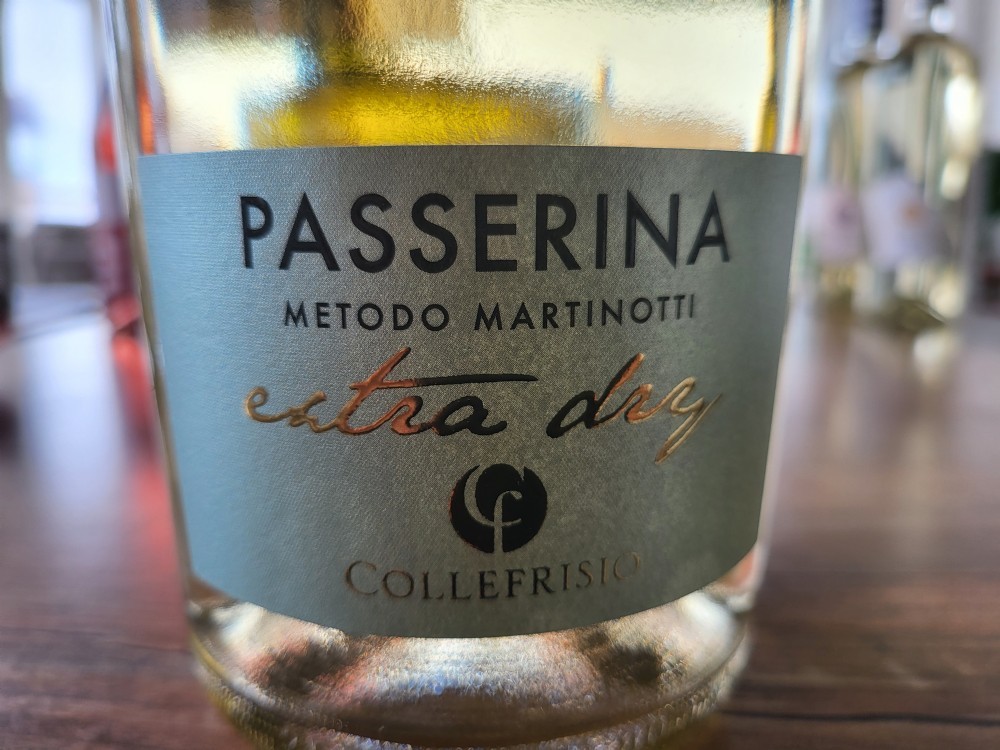 PASSERINA
METODO MARTINOTTI
extra dry
Cf
COLLEFRISIO